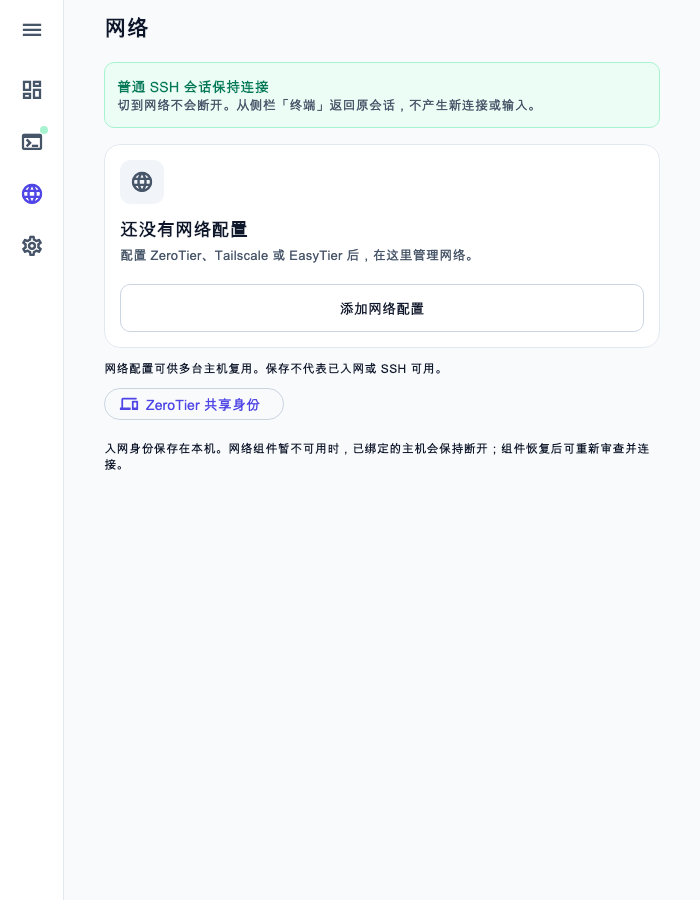 网络
普通 SSH 会话保持连接
切到网络不会断开。从侧栏「终端」返回原会话，不产生新连接或输入。
还没有网络配置
配置 ZeroTier、Tailscale 或 EasyTier 后，在这里管理网络。
添加网络配置
网络配置可供多台主机复用。保存不代表已入网或 SSH 可用。
ZeroTier 共享身份
入网身份保存在本机。网络组件暂不可用时，已绑定的主机会保持断开；组件恢复后可重新审查并连
接。